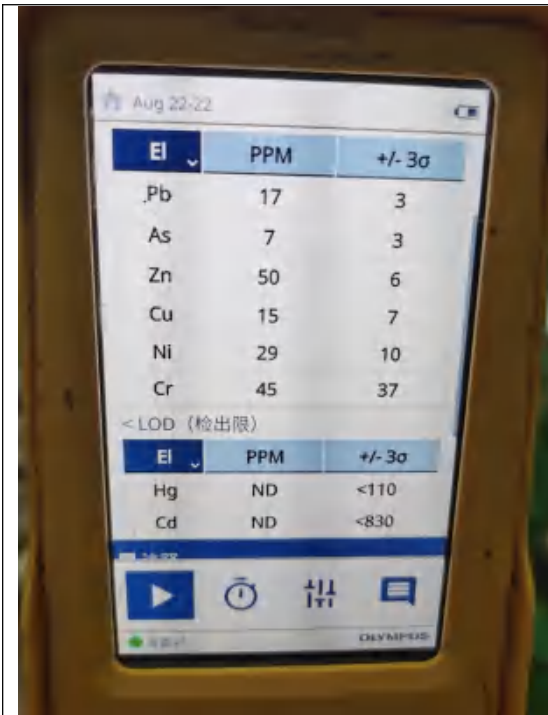 Aug 22-22
El PPM +/- 3σ
Pb 17 3
As 7 3
Zn 50 6
Cu 15 7
Ni 29 10
Cr 45 37
<LOD (检出限)
El PPM +/- 3σ
Hg ND <110
Cd ND <830
OLYMPUS